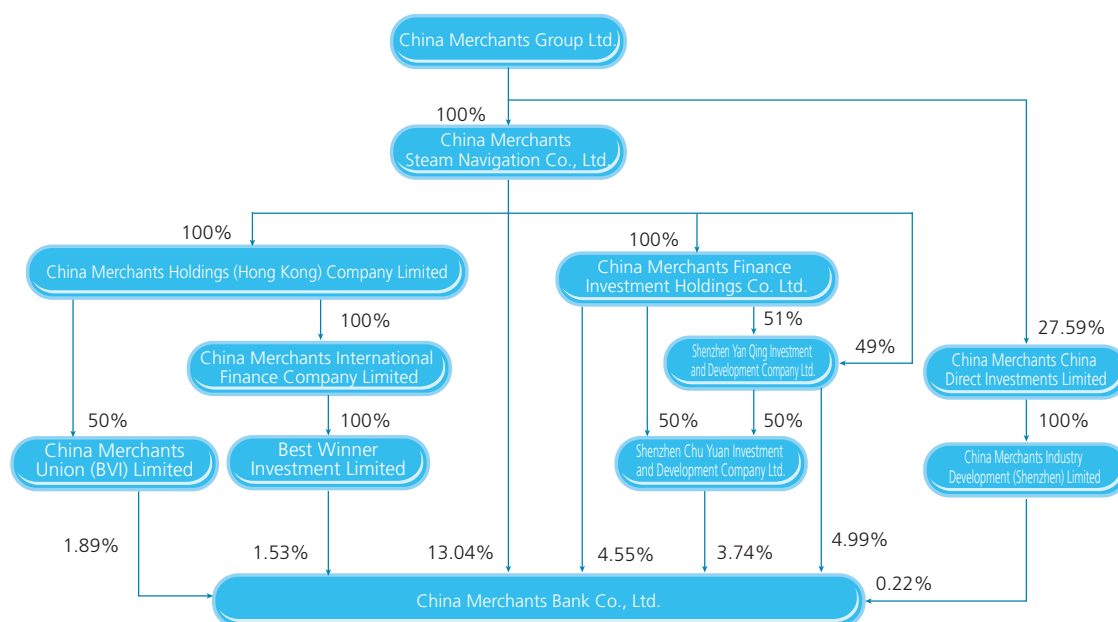 China Merchants Group Ltd.
100%
China Merchants
Steam Navigation Co., Ltd.
100%
100%
China Merchants Holdings (Hong Kong) Company Limited
China Merchants Finance
Investment Holdings Co. Ltd.
100%
51%
27.59%
China Merchants International
Finance Company Limited
Shenzhen Yan Qing Investment
and Development Company Ltd.
49%
China Merchants China
Direct Investments Limited
50%
100%
50%
50%
100%
China Merchants
Union (BVI) Limited
Best Winner
Investment Limited
Shenzhen Chu Yuan Investment
and Development Company Ltd.
China Merchants Industry
Development (Shenzhen) Limited
1.89%
1.53%
13.04%
4.55%
3.74%
4.99%
0.22%
China Merchants Bank Co., Ltd.